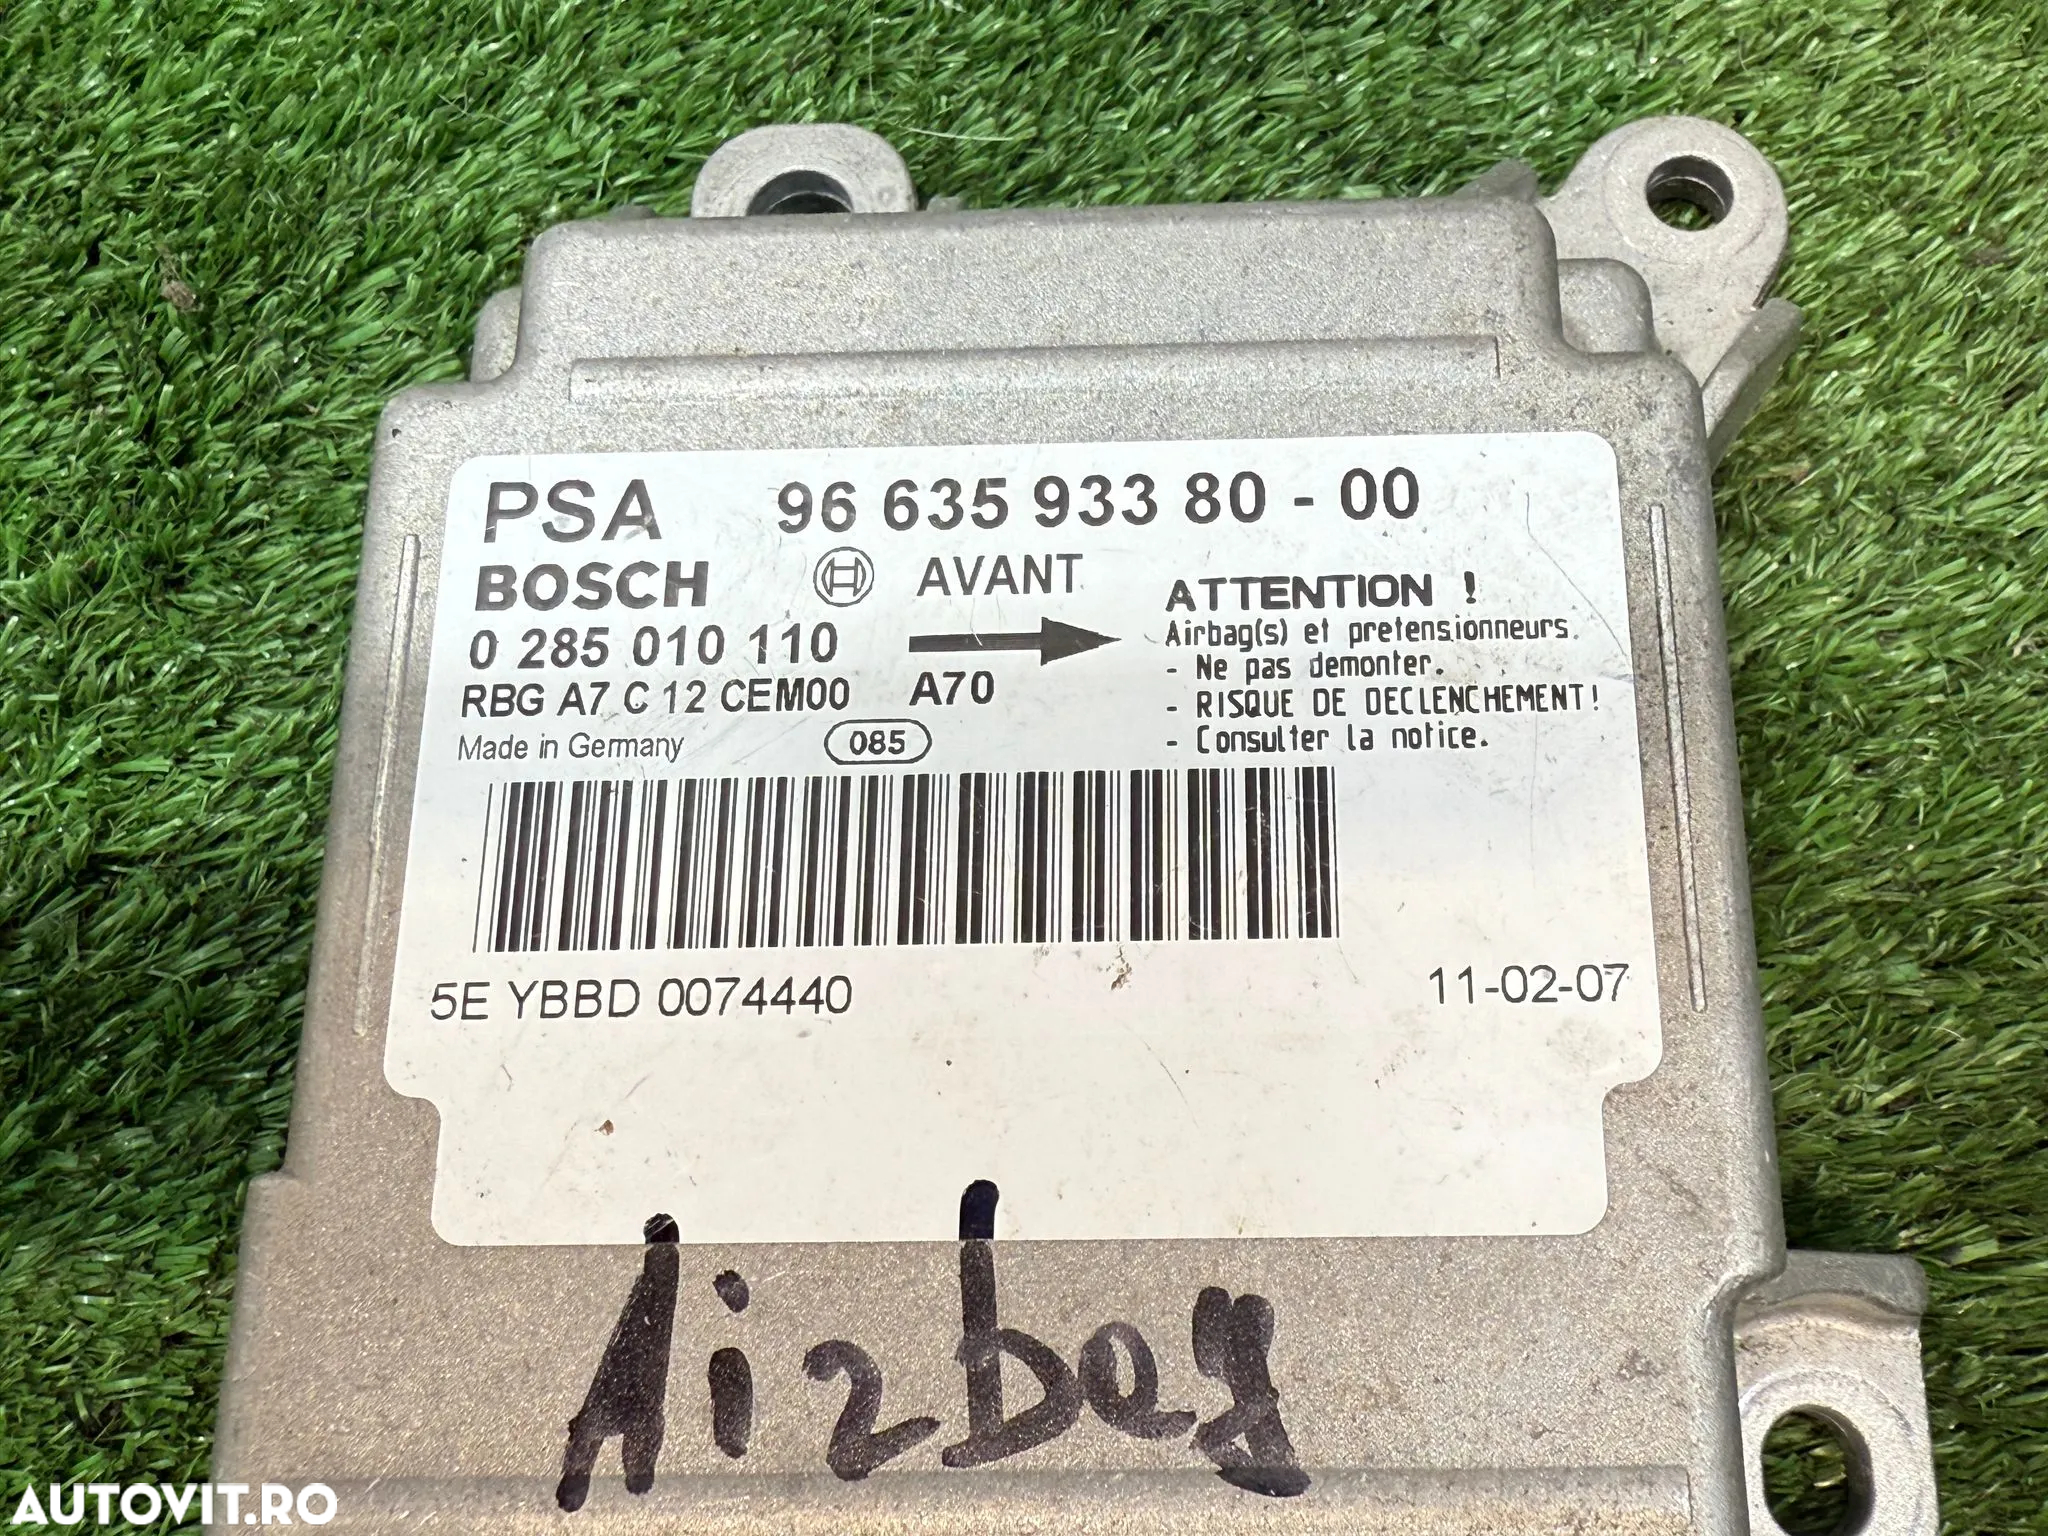 PSA 96 635 933 80 - 00
BOSCH AVANT
0 285 010 110
RBG A7 C 12 CEM00 A70
Made in Germany 085
ATTENTION !
Airbag(s) et pretensionneurs.
- Ne pas demonter.
- RISQUE DE DECLENCHEMENT!
- Consulter la notice.
5E YBBD 0074440 11-02-07
Airbag
AUTOVIT.RO